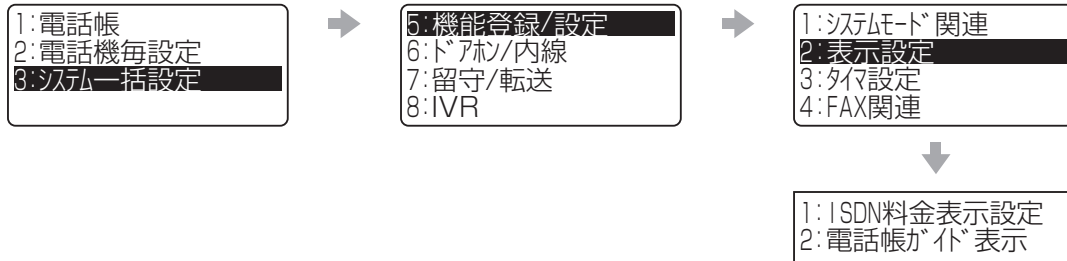 1:電話帳
2:電話機毎設定
3:ｼｽﾃﾑ一括設定
5:機能登録/設定
6:ﾄﾞｱﾎﾝ/内線
7:留守/転送
8:IVR
1:ｼｽﾃﾑﾓｰﾄﾞ関連
2:表示設定
3:ﾀｲﾏ設定
4:FAX関連
1:ISDN料金表示設定
2:電話帳ｶﾞｲﾄﾞ表示